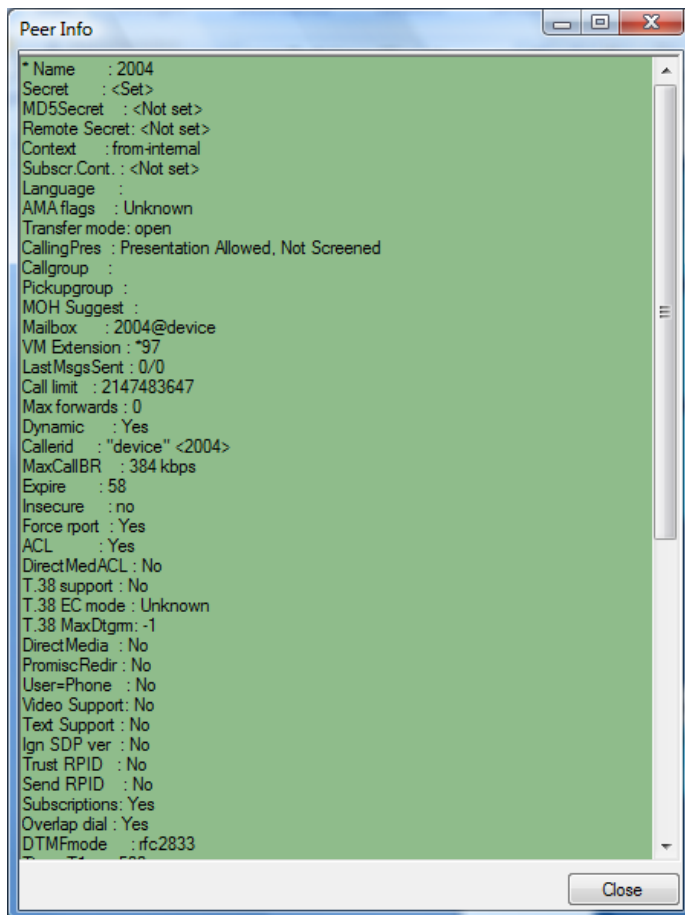 Peer Info
* Name : 2004
Secret : <Set>
MD5Secret : <Not set>
Remote Secret: <Not set>
Context : from-internal
Subscr.Cont. : <Not set>
Language :
AMA flags : Unknown
Transfer mode: open
CallingPres : Presentation Allowed, Not Screened
Callgroup :
Pickupgroup :
MOH Suggest :
Mailbox : 2004@device
VM Extension : *97
LastMsgsSent : 0/0
Call limit : 2147483647
Max forwards : 0
Dynamic : Yes
Callerid : "device" <2004>
MaxCallBR : 384 kbps
Expire : 58
Insecure : no
Force rport : Yes
ACL : Yes
DirectMedACL : No
T.38 support : No
T.38 EC mode : Unknown
T.38 MaxDtgrm: -1
DirectMedia : No
PromiscRedir : No
User=Phone : No
Video Support: No
Text Support : No
Ign SDP ver : No
Trust RPID : No
Send RPID : No
Subscriptions: Yes
Overlap dial : Yes
DTMFmode : rfc2833
Close